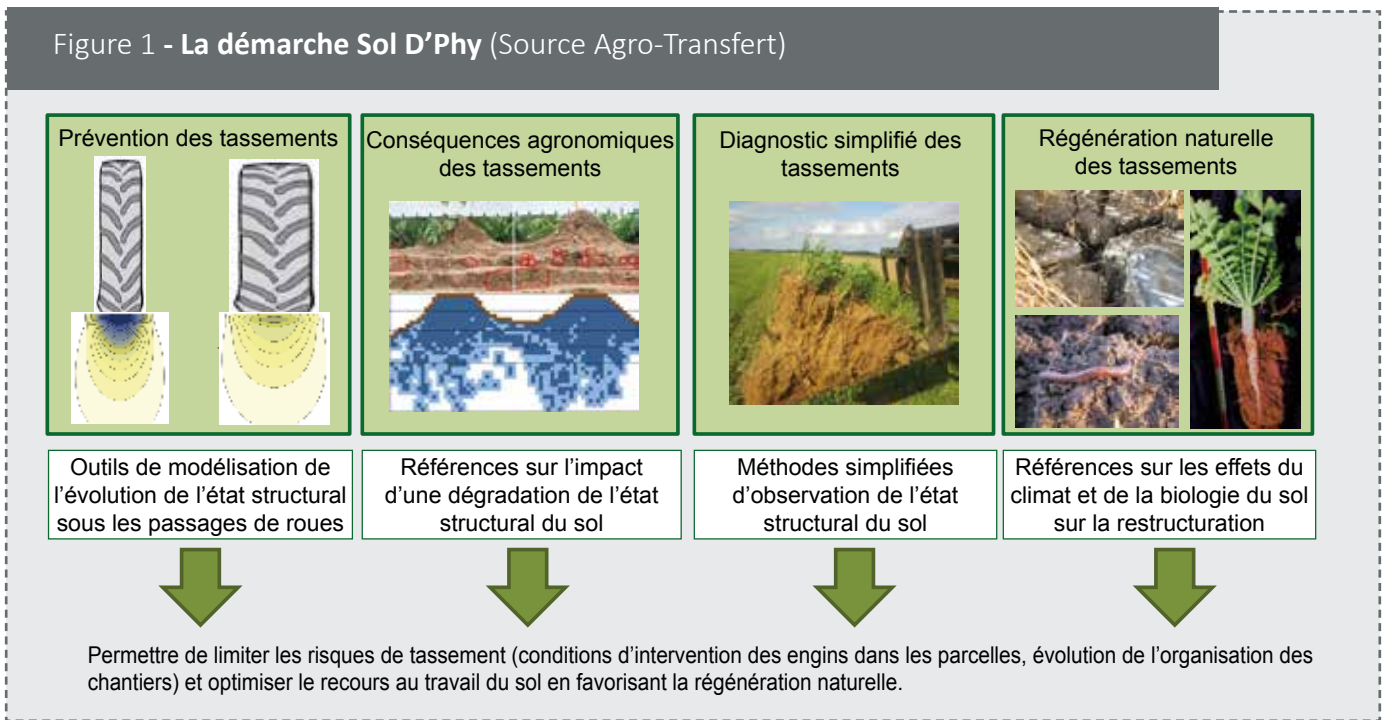 Figure 1 - La démarche Sol D'Phy (Source Agro-Transfert)
Prévention des tassements
Conséquences agronomiques
des tassements
Diagnostic simplifié des
tassements
Régénération naturelle
des tassements
Outils de modélisation de
l'évolution de l'état structural
sous les passages de roues
Références sur l'impact
d'une dégradation de l'état
structural du sol
Méthodes simplifiées
d'observation de l'état
structural du sol
Références sur les effets du
climat et de la biologie du sol
sur la restructuration
Permettre de limiter les risques de tassement (conditions d'intervention des engins dans les parcelles, évolution de l'organisation des
chantiers) et optimiser le recours au travail du sol en favorisant la régénération naturelle.